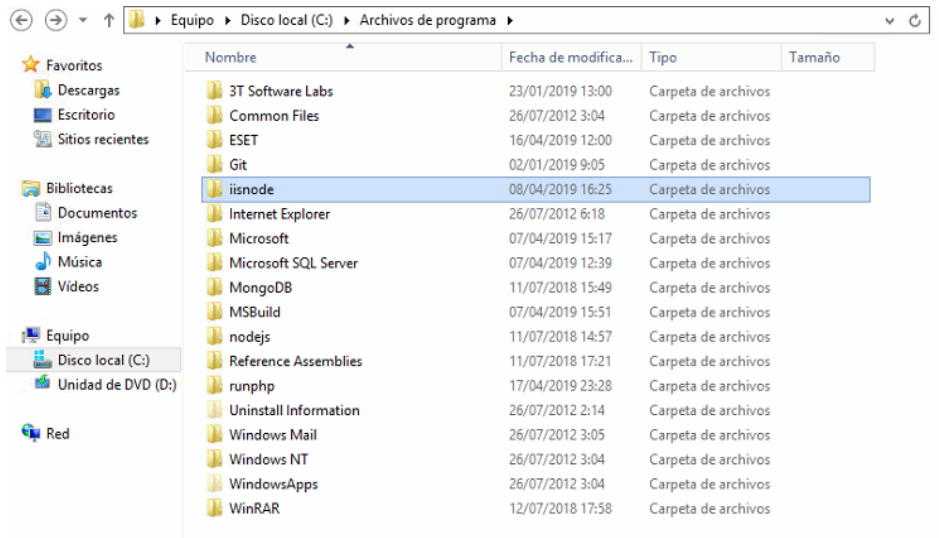 Equipo Disco local (C:) Archivos de programa
Favoritos
Descargas
Escritorio
Sitios recientes
Bibliotecas
Documentos
Imágenes
Música
Vídeos
Equipo
Disco local (C:)
Unidad de DVD (D:)
Red
Nombre Fecha de modifica... Tipo Tamaño
3T Software Labs 23/01/2019 13:00 Carpeta de archivos
Common Files 26/07/2012 3:04 Carpeta de archivos
ESET 16/04/2019 12:00 Carpeta de archivos
Git 02/01/2019 9:05 Carpeta de archivos
iisnode 08/04/2019 16:25 Carpeta de archivos
Internet Explorer 26/07/2012 6:18 Carpeta de archivos
Microsoft 07/04/2019 15:17 Carpeta de archivos
Microsoft SQL Server 07/04/2019 12:39 Carpeta de archivos
MongoDB 11/07/2018 15:49 Carpeta de archivos
MSBuild 07/04/2019 15:51 Carpeta de archivos
nodejs 11/07/2018 14:57 Carpeta de archivos
Reference Assemblies 11/07/2018 17:21 Carpeta de archivos
runphp 17/04/2019 23:28 Carpeta de archivos
Uninstall Information 26/07/2012 2:14 Carpeta de archivos
Windows Mail 26/07/2012 3:05 Carpeta de archivos
Windows NT 26/07/2012 3:04 Carpeta de archivos
WindowsApps 26/07/2012 3:04 Carpeta de archivos
WinRAR 12/07/2018 17:58 Carpeta de archivos